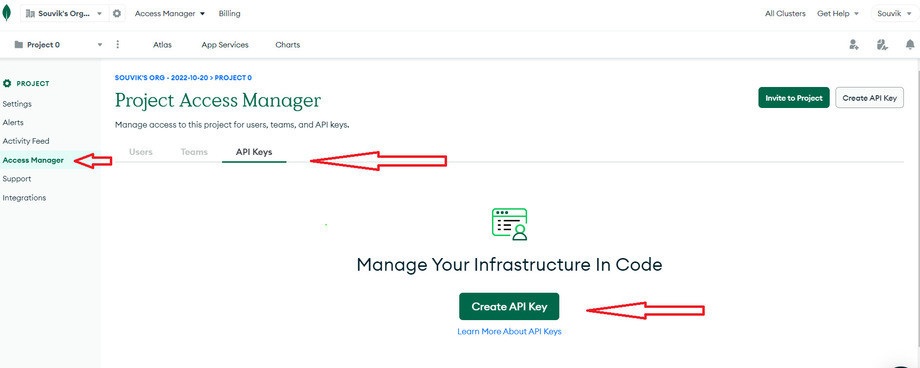 Souvik's Org... Access Manager Billing All Clusters Get Help Souvik
Project 0 Atlas App Services Charts
PROJECT
Settings
Alerts
Activity Feed
Access Manager
Support
Integrations
SOUVIK'S ORG - 2022-10-20 > PROJECT 0
Project Access Manager
Invite to Project Create API Key
Manage access to this project for users, teams, and API keys.
Users Teams API Keys
Manage Your Infrastructure In Code
Create API Key
Learn More About API Keys